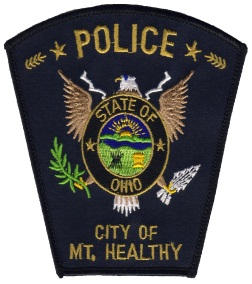 POLICE
STATE OF
OHIO
CITY OF
MT. HEALTHY